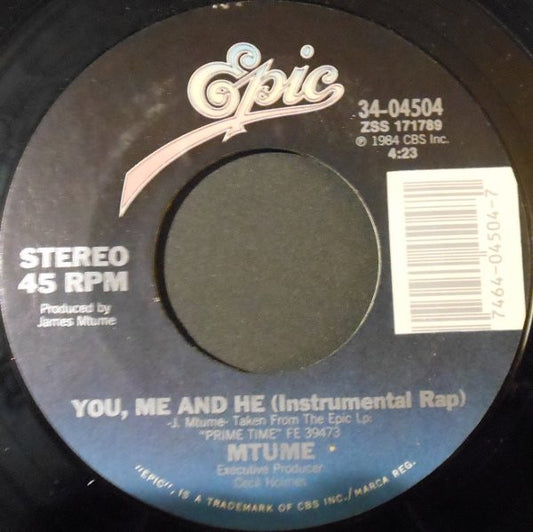 Epic
34-04504
ZSS 171789
℗ 1984 CBS Inc.
4:23
STEREO
45 RPM
Produced by
James Mtume
7464-04504-7
YOU, ME AND HE (Instrumental Rap)
-J. Mtume- Taken From The Epic Lp:
"PRIME TIME" FE 39473
MTUME
Executive Producer
Cecil Holmes
"EPIC", IS A TRADEMARK OF CBS INC./MARCA REG.